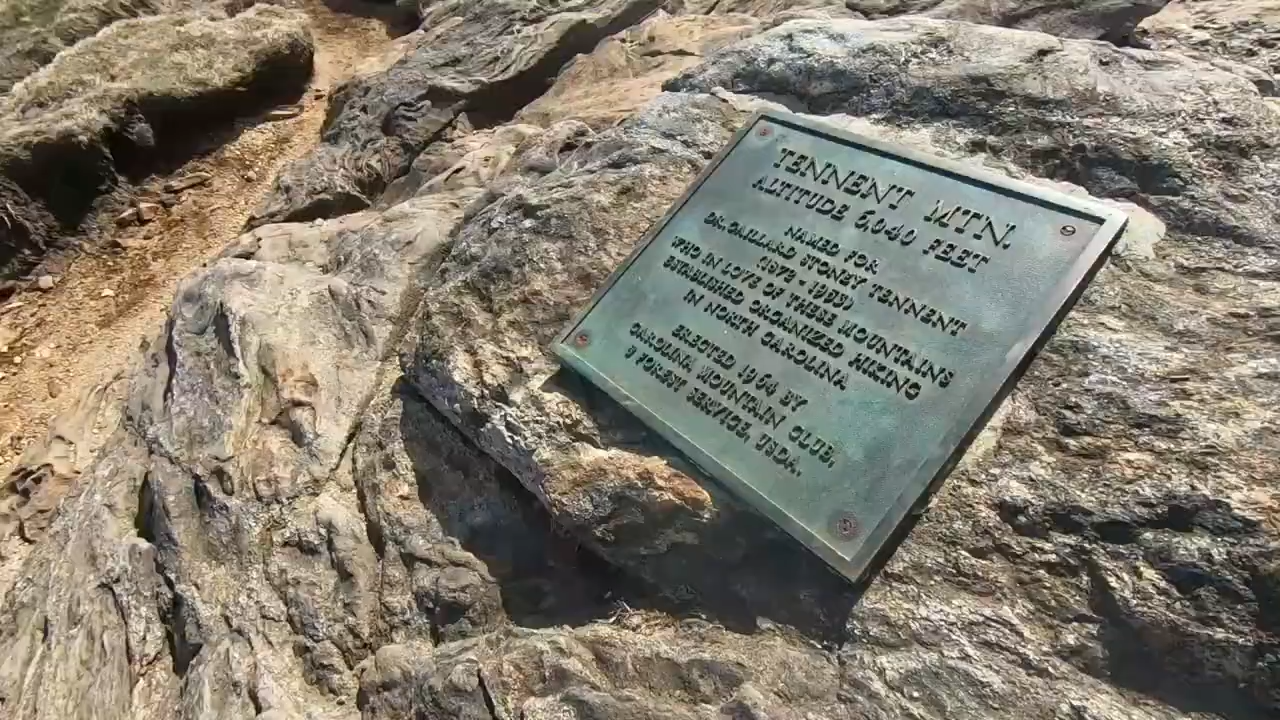 TENNENT MTN.
ALTITUDE 6,040 FEET
NAMED FOR
DR. GAILLARD STONEY TENNENT
(1872 - 1953)
WHO IN LOVE OF THESE MOUNTAINS
ESTABLISHED ORGANIZED HIKING
IN NORTH CAROLINA
ERECTED 1964 BY
CAROLINA MOUNTAIN CLUB,
& FOREST SERVICE, USDA.